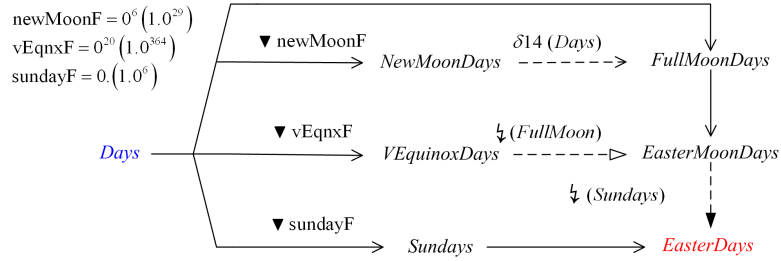 newMoonF = 0⁶(1.0²⁹)
vEqnxF = 0²⁰(1.0³⁶⁴)
sundayF = 0.(1.0⁶)
▼ newMoonF
δ14 (Days)
NewMoonDays
FullMoonDays
▼ vEqnxF
↯ (FullMoon)
Days
VEquinoxDays
EasterMoonDays
↯ (Sundays)
▼ sundayF
Sundays
EasterDays